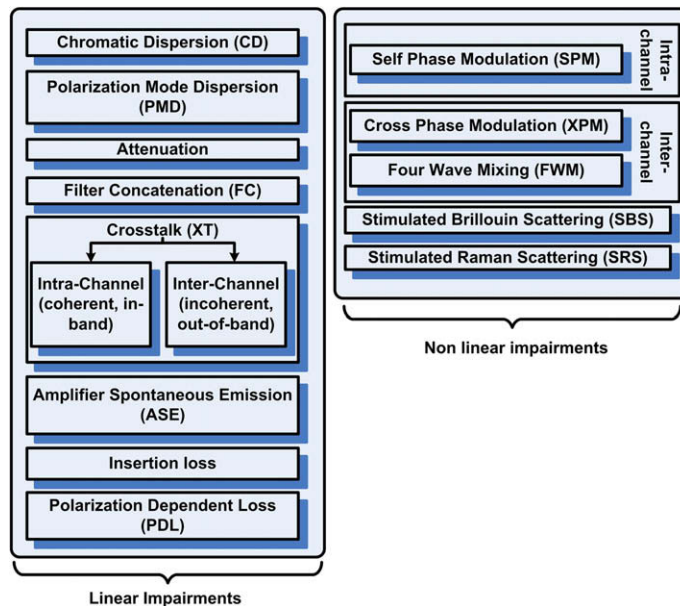 Chromatic Dispersion (CD)
Polarization Mode Dispersion
(PMD)
Attenuation
Filter Concatenation (FC)
Crosstalk (XT)
Intra-Channel
(coherent, in-
band)
Inter-Channel
(incoherent,
out-of-band)
Amplifier Spontaneous Emission
(ASE)
Insertion loss
Polarization Dependent Loss
(PDL)
Linear Impairments
Self Phase Modulation (SPM)
Intra-
channel
Cross Phase Modulation (XPM)
Four Wave Mixing (FWM)
Inter-
channel
Stimulated Brillouin Scattering (SBS)
Stimulated Raman Scattering (SRS)
Non linear impairments